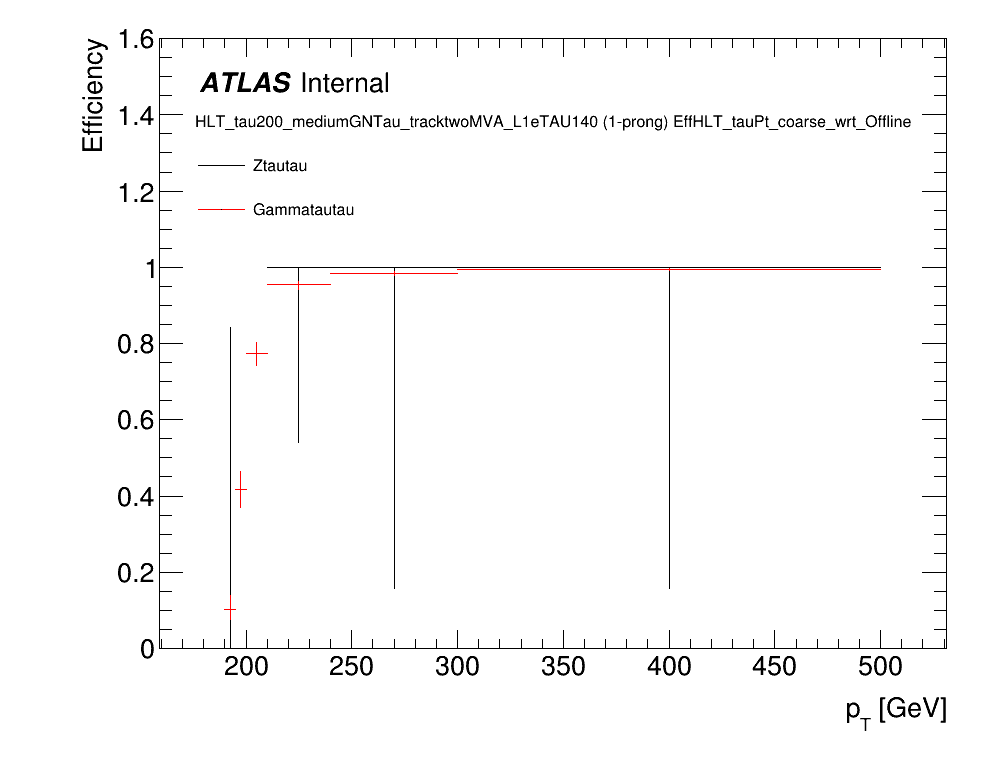 Efficiency
1.6
1.4
1.2
1
0.8
0.6
0.4
0.2
0
ATLAS Internal
HLT_tau200_mediumGNTau_tracktwoMVA_L1eTAU140 (1-prong) EffHLT_tauPt_coarse_wrt_Offline
Ztautau
Gammatautau
200 250 300 350 400 450 500
p_T [GeV]